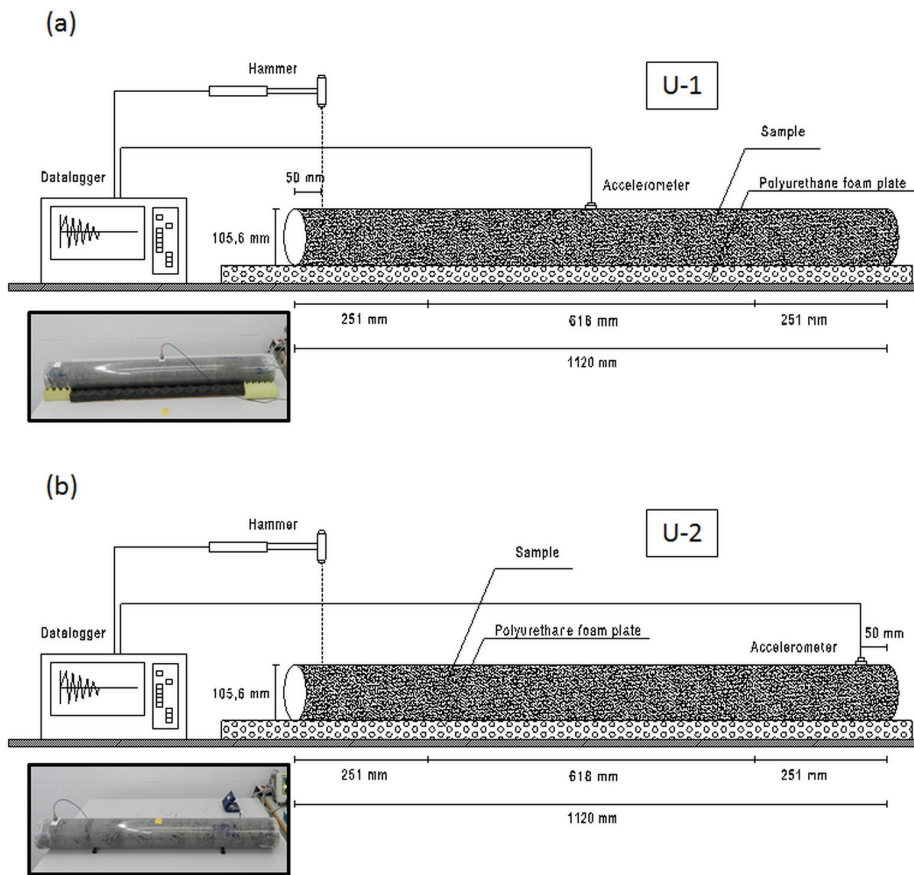 (a)
Hammer
U-1
Sample
50 mm
Datalogger
Accelerometer
Polyurethane foam plate
105,6 mm
251 mm
618 mm
251 mm
1120 mm
(b)
Hammer
U-2
Sample
Datalogger
Polyurethare foam plate
50 mm
Accelerometer
105,6 mm
251 mm
618 mm
251 mm
1120 mm